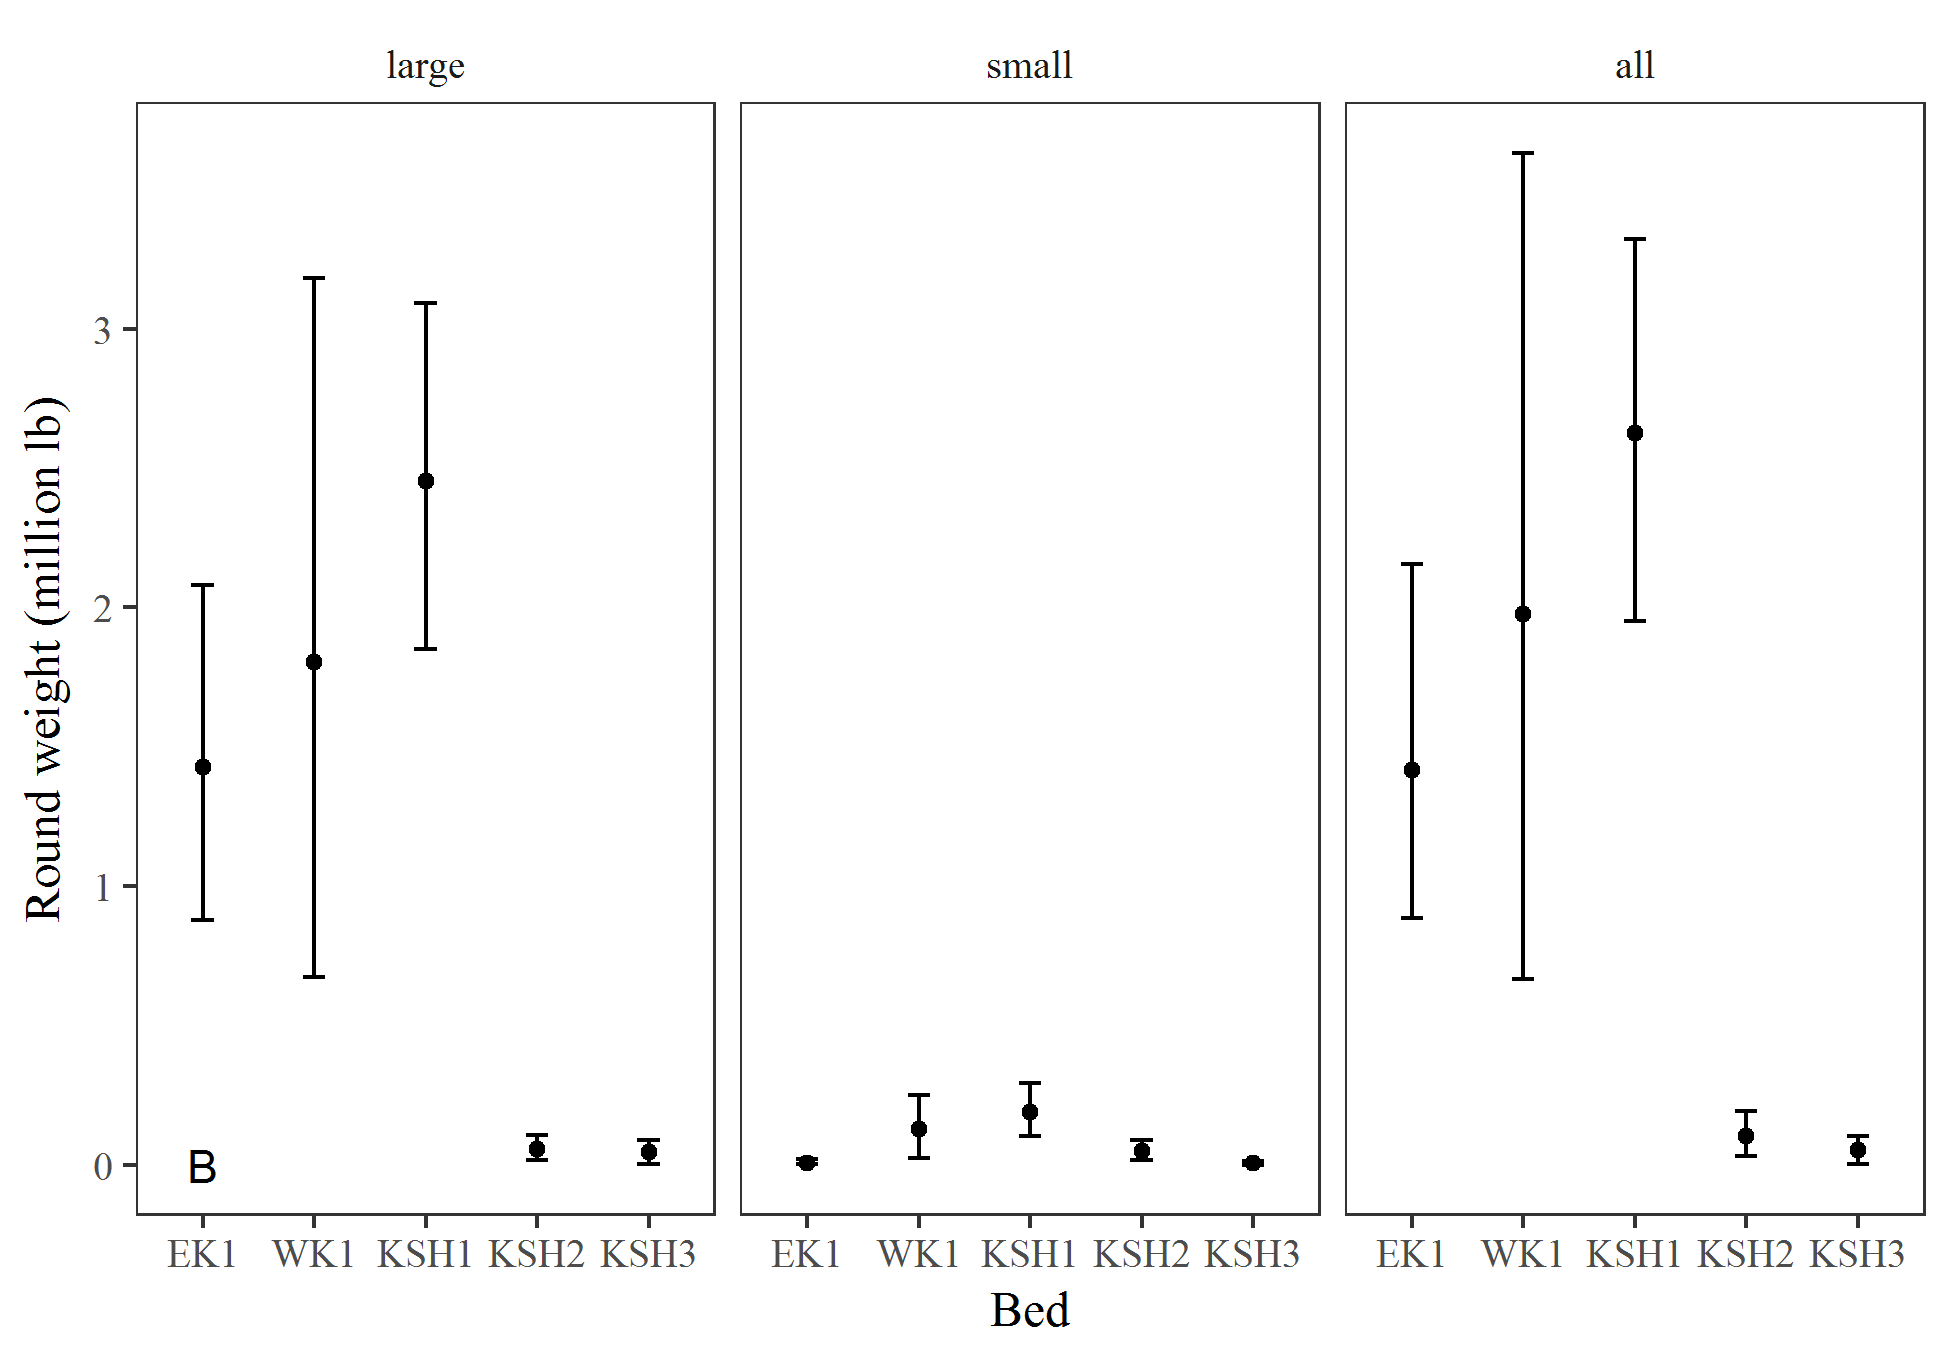 large small all
Round weight (million lb)
3
2
1
0
B
EK1 WK1 KSH1 KSH2 KSH3 EK1 WK1 KSH1 KSH2 KSH3 EK1 WK1 KSH1 KSH2 KSH3
Bed